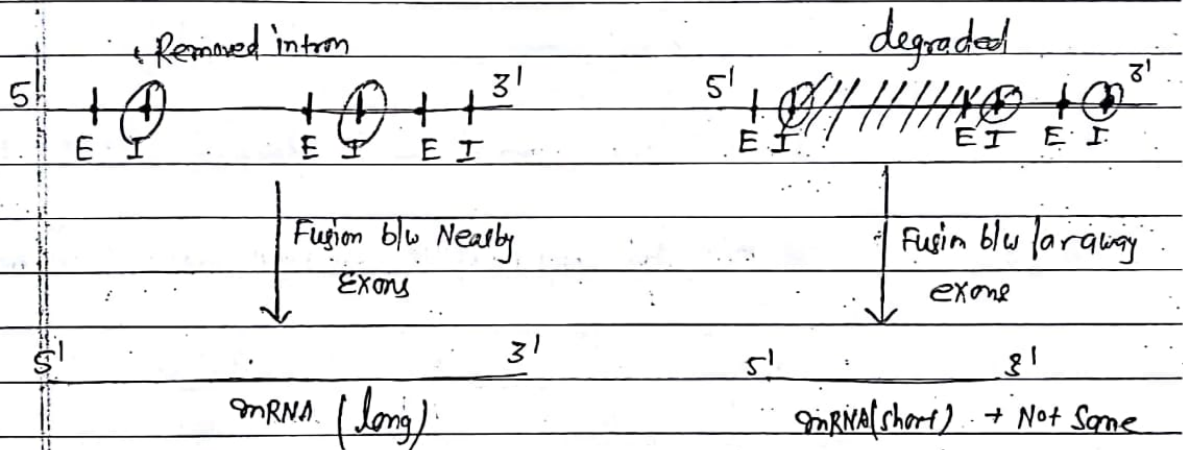 Removed intron degraded
5' 3' 5' 3'
E I E I E I E I E I E I
Fusion b/w Nearby Fusion b/w faraway
Exons exons
5' 3' 5' 3'
mRNA (long) mRNA(short) → Not Same